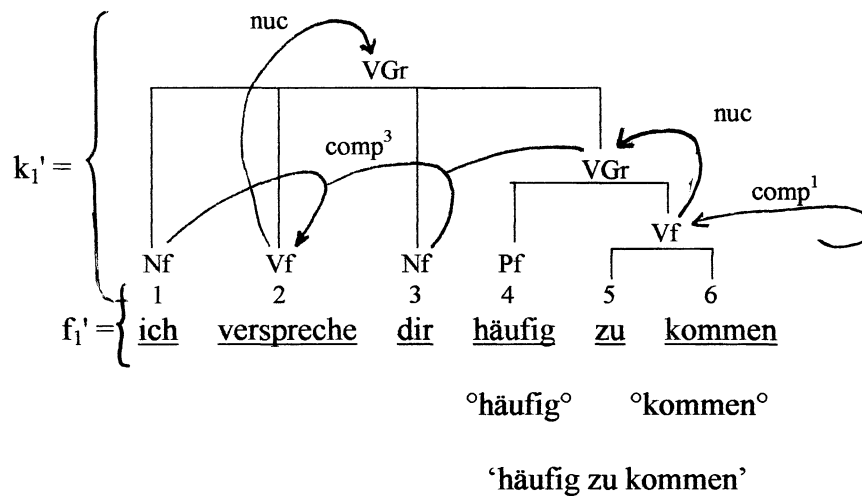 nuc
VGr
nuc
comp³
k₁' =
VGr
comp¹
Vf
Nf Vf Nf Pf
1 2 3 4 5 6
f₁' = ich verspreche dir häufig zu kommen
°häufig° °kommen°
‘häufig zu kommen’